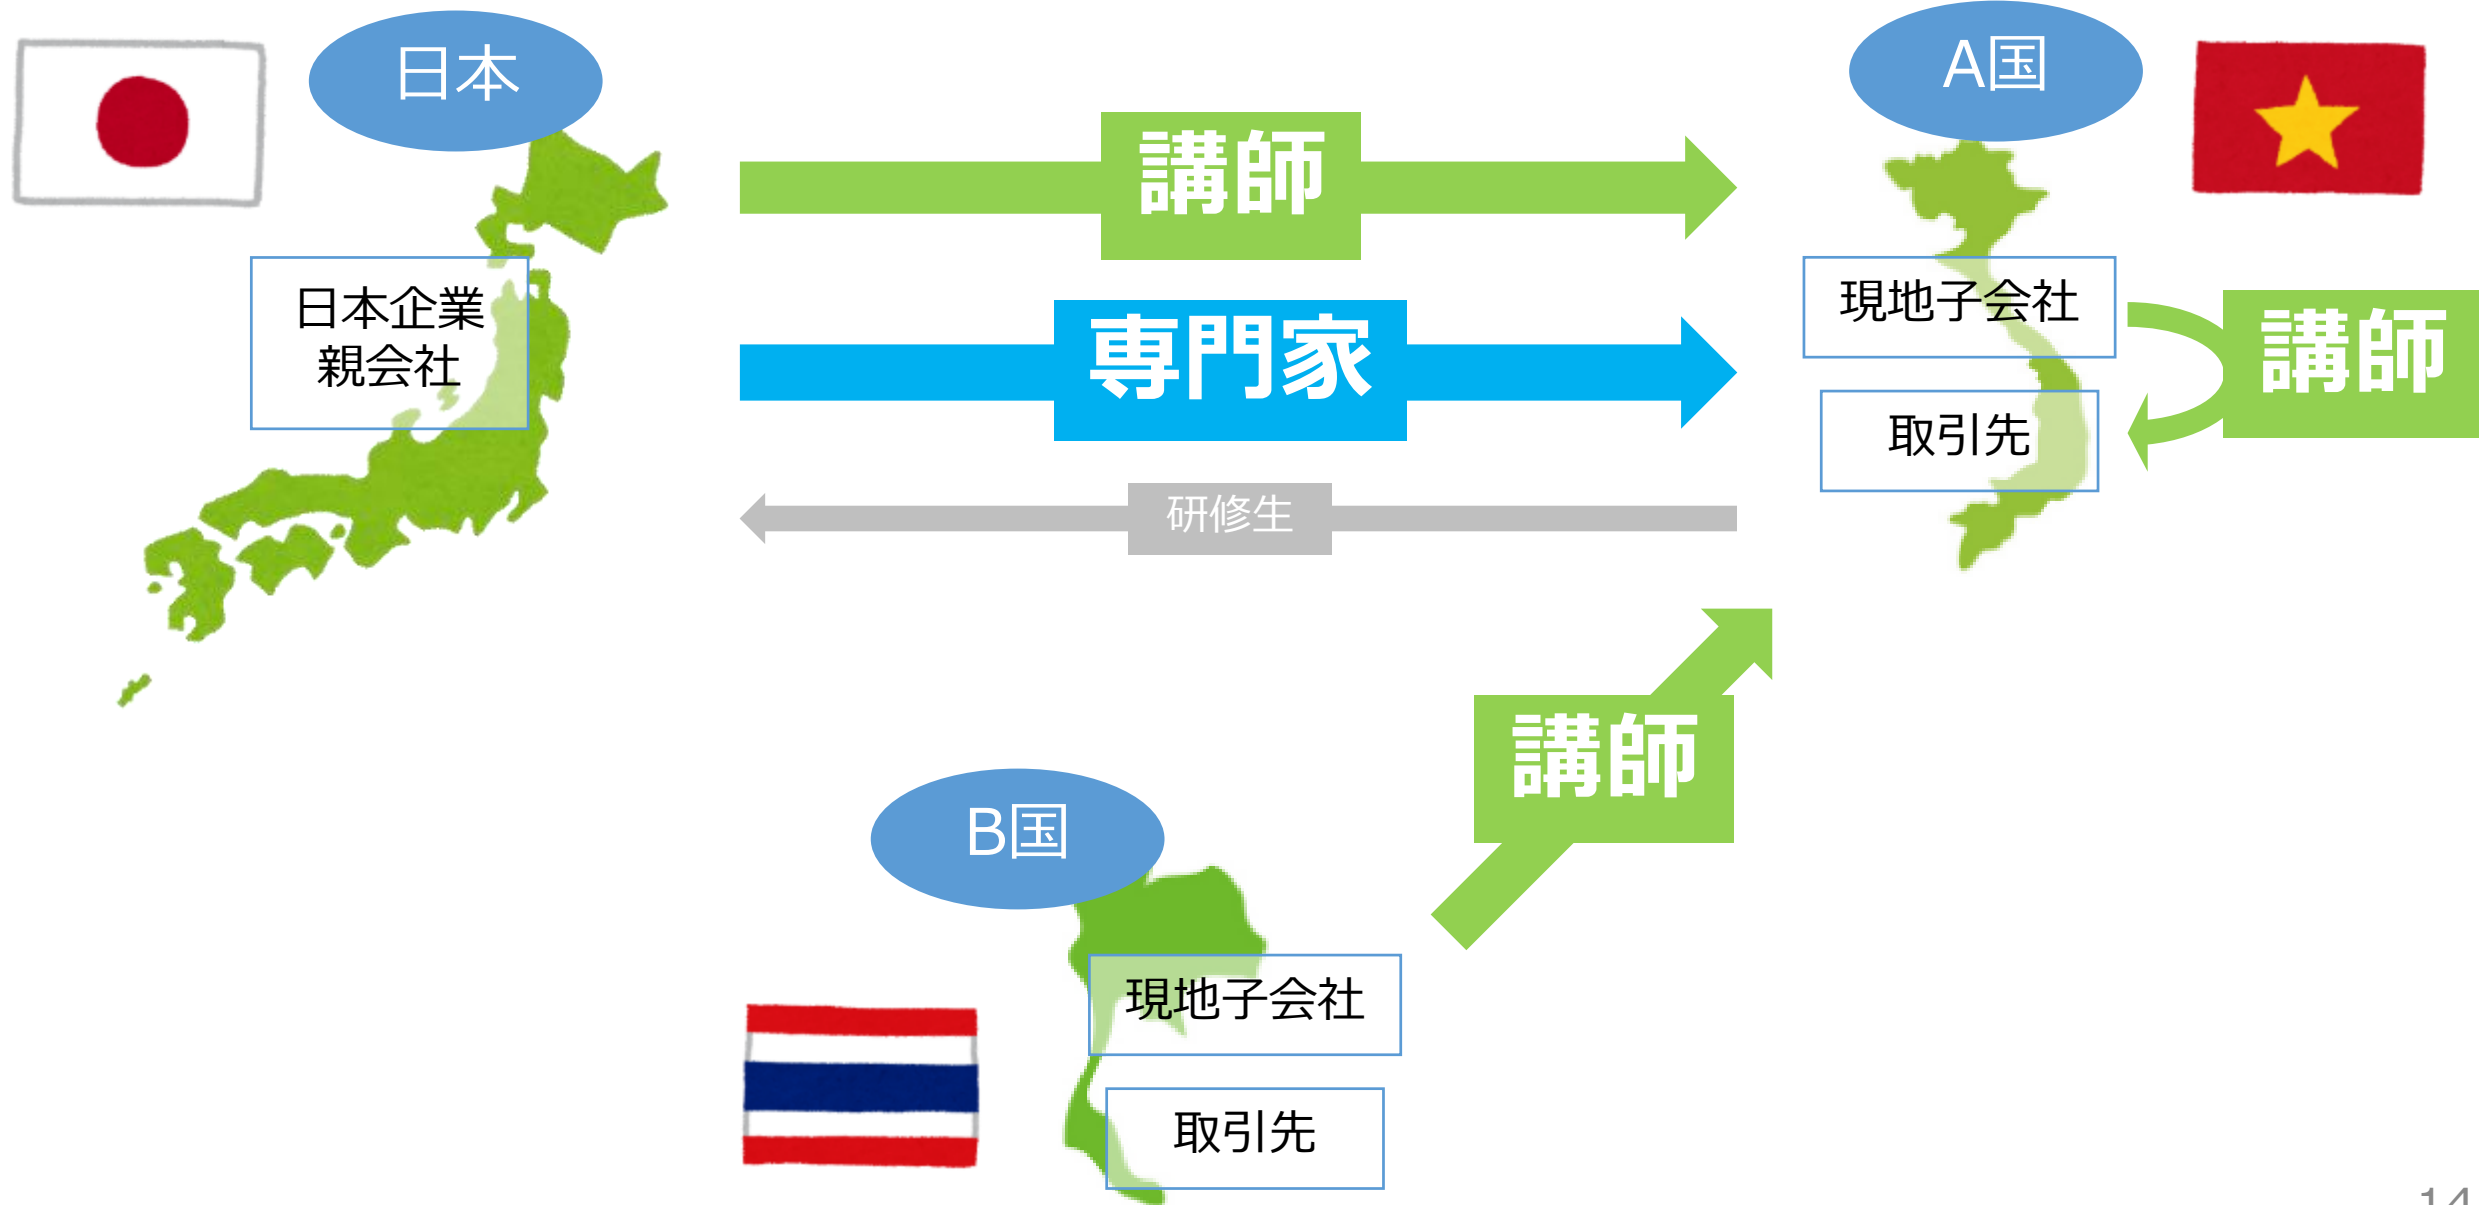 日本
A国
講師
日本企業
親会社
現地子会社
講師
専門家
取引先
研修生
講師
B国
現地子会社
取引先
14